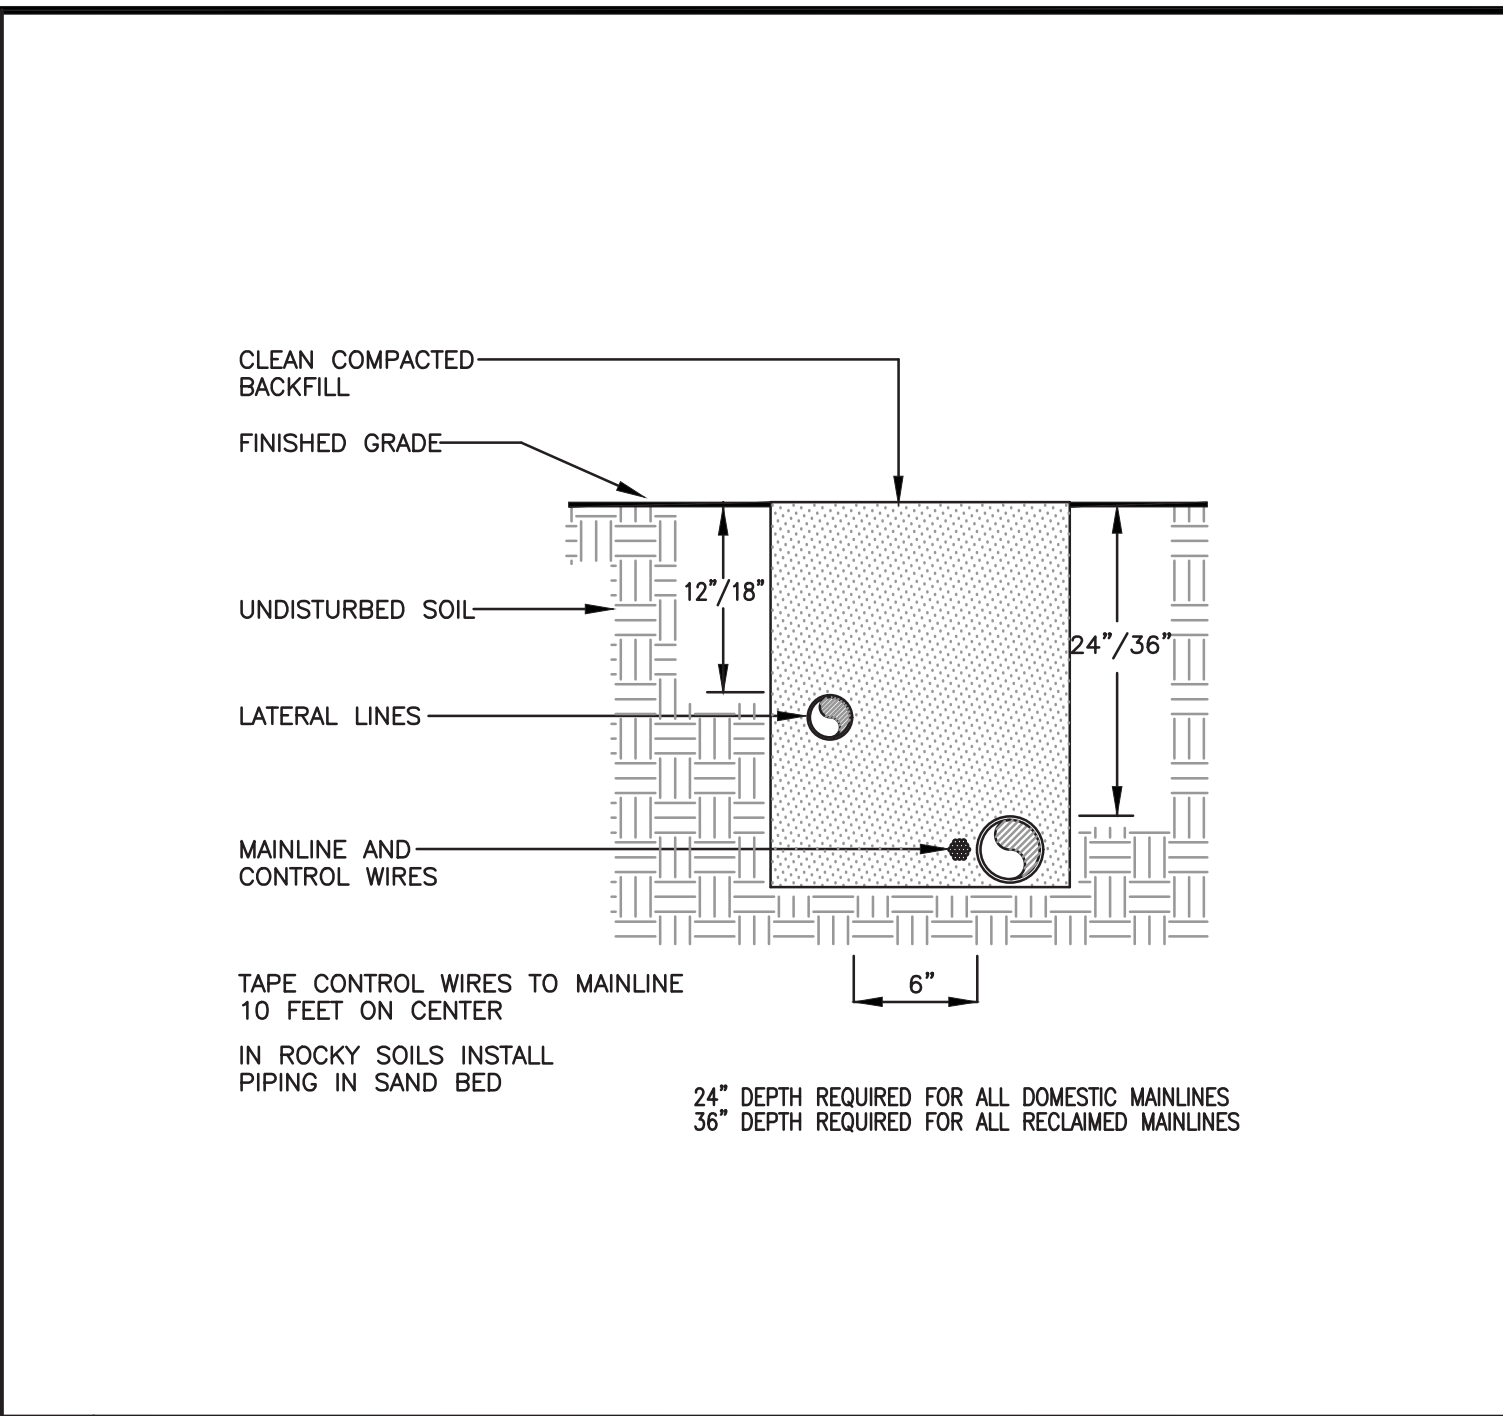 CLEAN COMPACTED
BACKFILL
FINISHED GRADE
12"/18"
UNDISTURBED SOIL
24"/36"
LATERAL LINES
MAINLINE AND
CONTROL WIRES
TAPE CONTROL WIRES TO MAINLINE
10 FEET ON CENTER
6"
IN ROCKY SOILS INSTALL
PIPING IN SAND BED
24" DEPTH REQUIRED FOR ALL DOMESTIC MAINLINES
36" DEPTH REQUIRED FOR ALL RECLAIMED MAINLINES